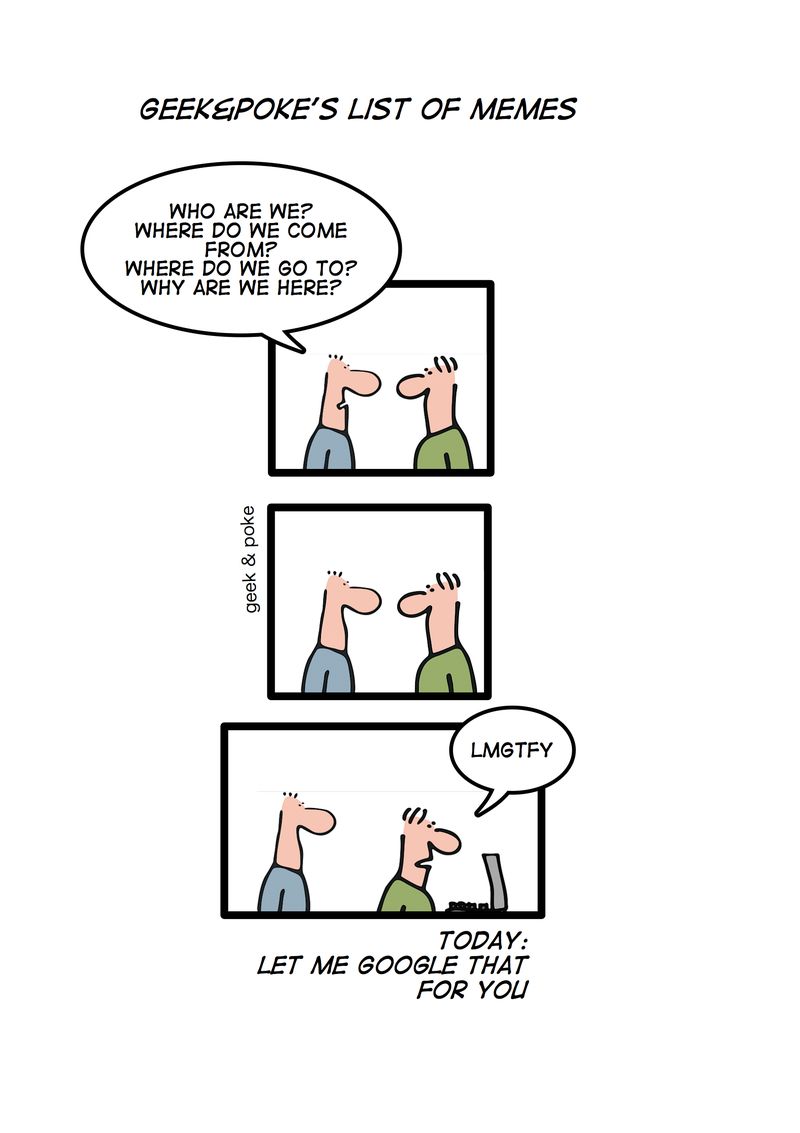 GEEK&POKE'S LIST OF MEMES
WHO ARE WE?
WHERE DO WE COME
FROM?
WHERE DO WE GO TO?
WHY ARE WE HERE?
geek & poke
LMGTFY
TODAY:
LET ME GOOGLE THAT
FOR YOU